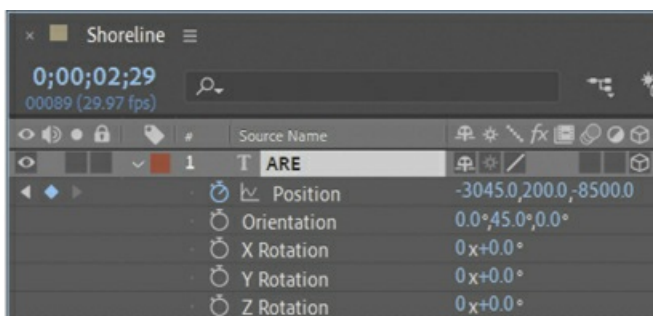 × Shoreline ≡
0;00;02;29
00089 (29.97 fps)
# Source Name fx
1 T ARE
Position -3045.0,200.0,-8500.0
Orientation 0.0°,45.0°,0.0°
X Rotation 0x+0.0°
Y Rotation 0x+0.0°
Z Rotation 0x+0.0°